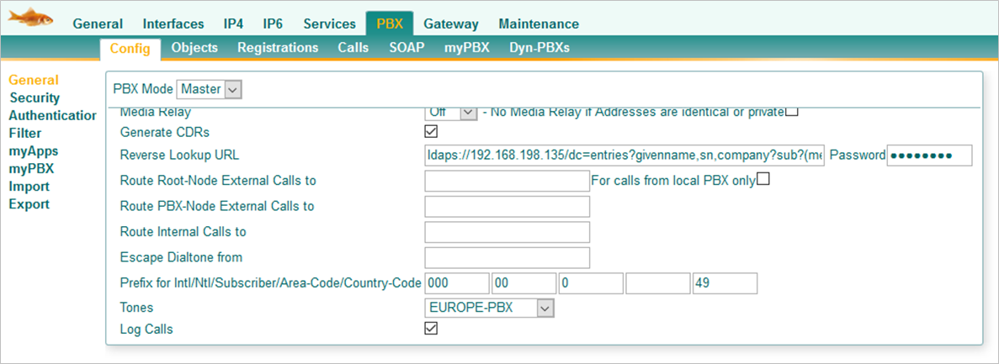 General Interfaces IP4 IP6 Services PBX Gateway Maintenance
Config Objects Registrations Calls SOAP myPBX Dyn-PBXs
General
Security
Authentication
Filter
myApps
myPBX
Import
Export
PBX Mode Master
Media Relay Off - No Media Relay if Addresses are identical or private
Generate CDRs
Reverse Lookup URL ldaps://192.168.198.135/dc=entries?givenname,sn,company?sub?(me Password ••••••••
Route Root-Node External Calls to For calls from local PBX only
Route PBX-Node External Calls to
Route Internal Calls to
Escape Dialtone from
Prefix for Intl/Ntl/Subscriber/Area-Code/Country-Code 000 00 0 49
Tones EUROPE-PBX
Log Calls